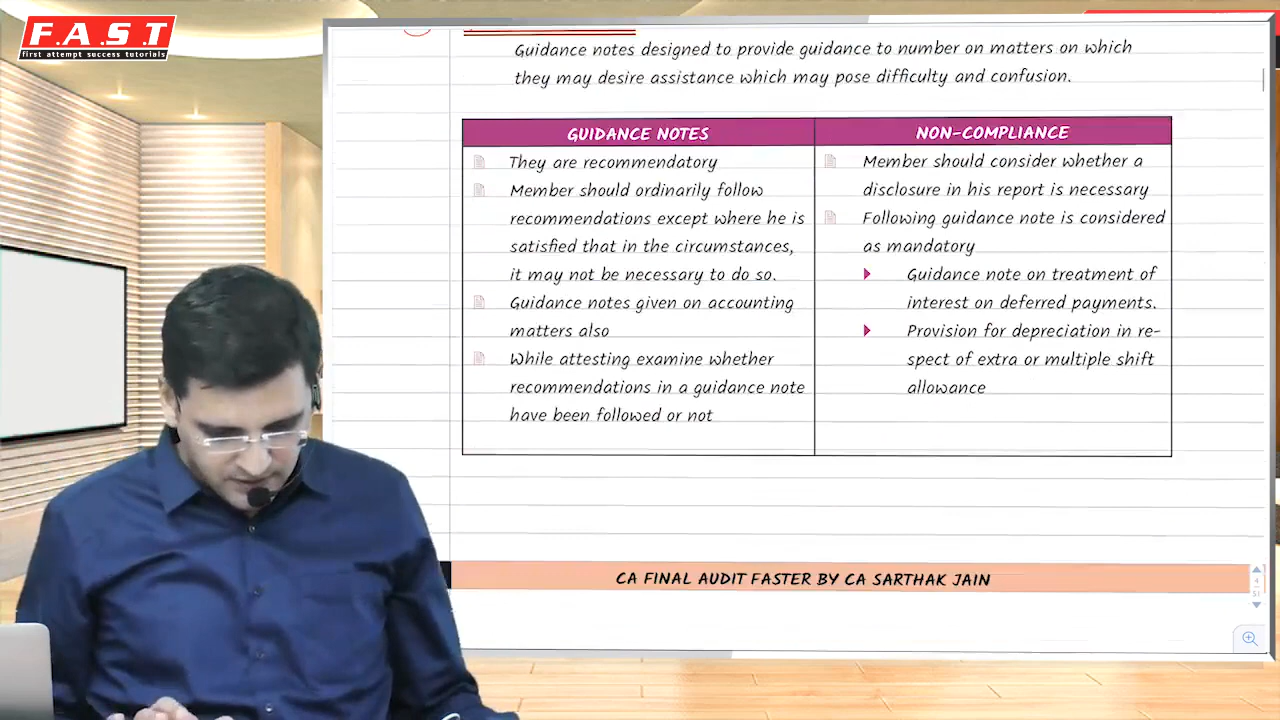 F.A.S.T
first attempt success tutorials
Guidance notes designed to provide guidance to number on matters on which
they may desire assistance which may pose difficulty and confusion.
GUIDANCE NOTES
They are recommendatory
Member should ordinarily follow
recommendations except where he is
satisfied that in the circumstances,
it may not be necessary to do so.
Guidance notes given on accounting
matters also
While attesting examine whether
recommendations in a guidance note
have been followed or not
NON-COMPLIANCE
Member should consider whether a
disclosure in his report is necessary
Following guidance note is considered
as mandatory
Guidance note on treatment of
interest on deferred payments.
Provision for depreciation in re-
spect of extra or multiple shift
allowance
CA FINAL AUDIT FASTER BY CA SARTHAK JAIN
4
51